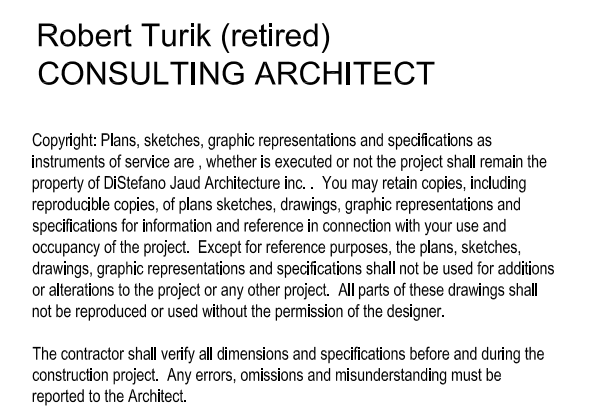 Robert Turik (retired)
CONSULTING ARCHITECT
Copyright: Plans, sketches, graphic representations and specifications as
instruments of service are , whether is executed or not the project shall remain the
property of DiStefano Jaud Architecture inc. .  You may retain copies, including
reproducible copies, of plans sketches, drawings, graphic representations and
specifications for information and reference in connection with your use and
occupancy of the project.  Except for reference purposes, the plans, sketches,
drawings, graphic representations and specifications shall not be used for additions
or alterations to the project or any other project.  All parts of these drawings shall
not be reproduced or used without the permission of the designer.
The contractor shall verify all dimensions and specifications before and during the
construction project.  Any errors, omissions and misunderstanding must be
reported to the Architect.